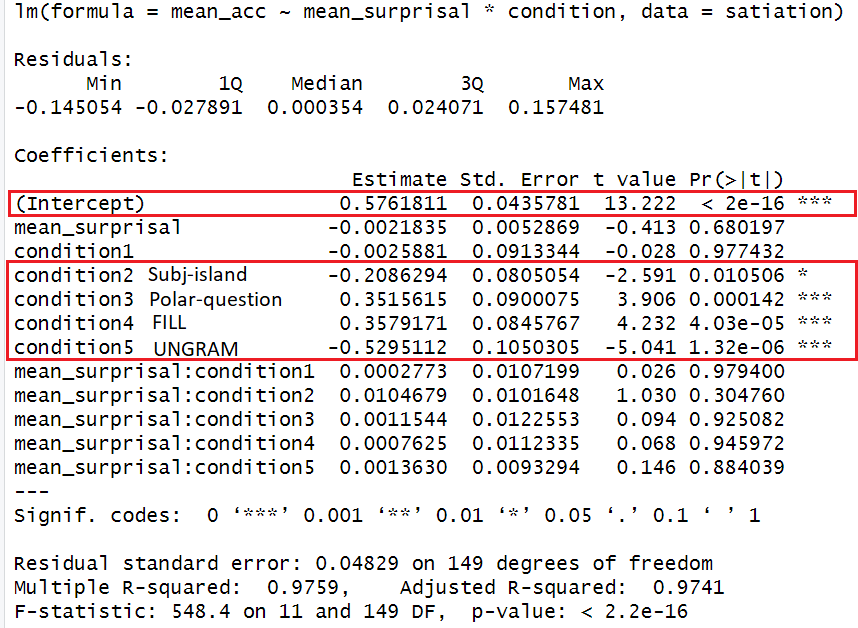 lm(formula = mean_acc ~ mean_surprisal * condition, data = satiation)
Residuals:
Min 1Q Median 3Q Max
-0.145054 -0.027891 0.000354 0.024071 0.157481
Coefficients:
Estimate Std. Error t value Pr(>|t|)
(Intercept) 0.5761811 0.0435781 13.222 < 2e-16 ***
mean_surprisal -0.0021835 0.0052869 -0.413 0.680197
condition1 -0.0025881 0.0913344 -0.028 0.977432
condition2 Subj-island -0.2086294 0.0805054 -2.591 0.010506 *
condition3 Polar-question 0.3515615 0.0900075 3.906 0.000142 ***
condition4 FILL 0.3579171 0.0845767 4.232 4.03e-05 ***
condition5 UNGRAM -0.5295112 0.1050305 -5.041 1.32e-06 ***
mean_surprisal:condition1 0.0002773 0.0107199 0.026 0.979400
mean_surprisal:condition2 0.0104679 0.0101648 1.030 0.304760
mean_surprisal:condition3 0.0011544 0.0122553 0.094 0.925082
mean_surprisal:condition4 0.0007625 0.0112335 0.068 0.945972
mean_surprisal:condition5 0.0013630 0.0093294 0.146 0.884039
---
Signif. codes: 0 ‘***’ 0.001 ‘**’ 0.01 ‘*’ 0.05 ‘.’ 0.1 ‘ ’ 1
Residual standard error: 0.04829 on 149 degrees of freedom
Multiple R-squared: 0.9759, Adjusted R-squared: 0.9741
F-statistic: 548.4 on 11 and 149 DF, p-value: < 2.2e-16